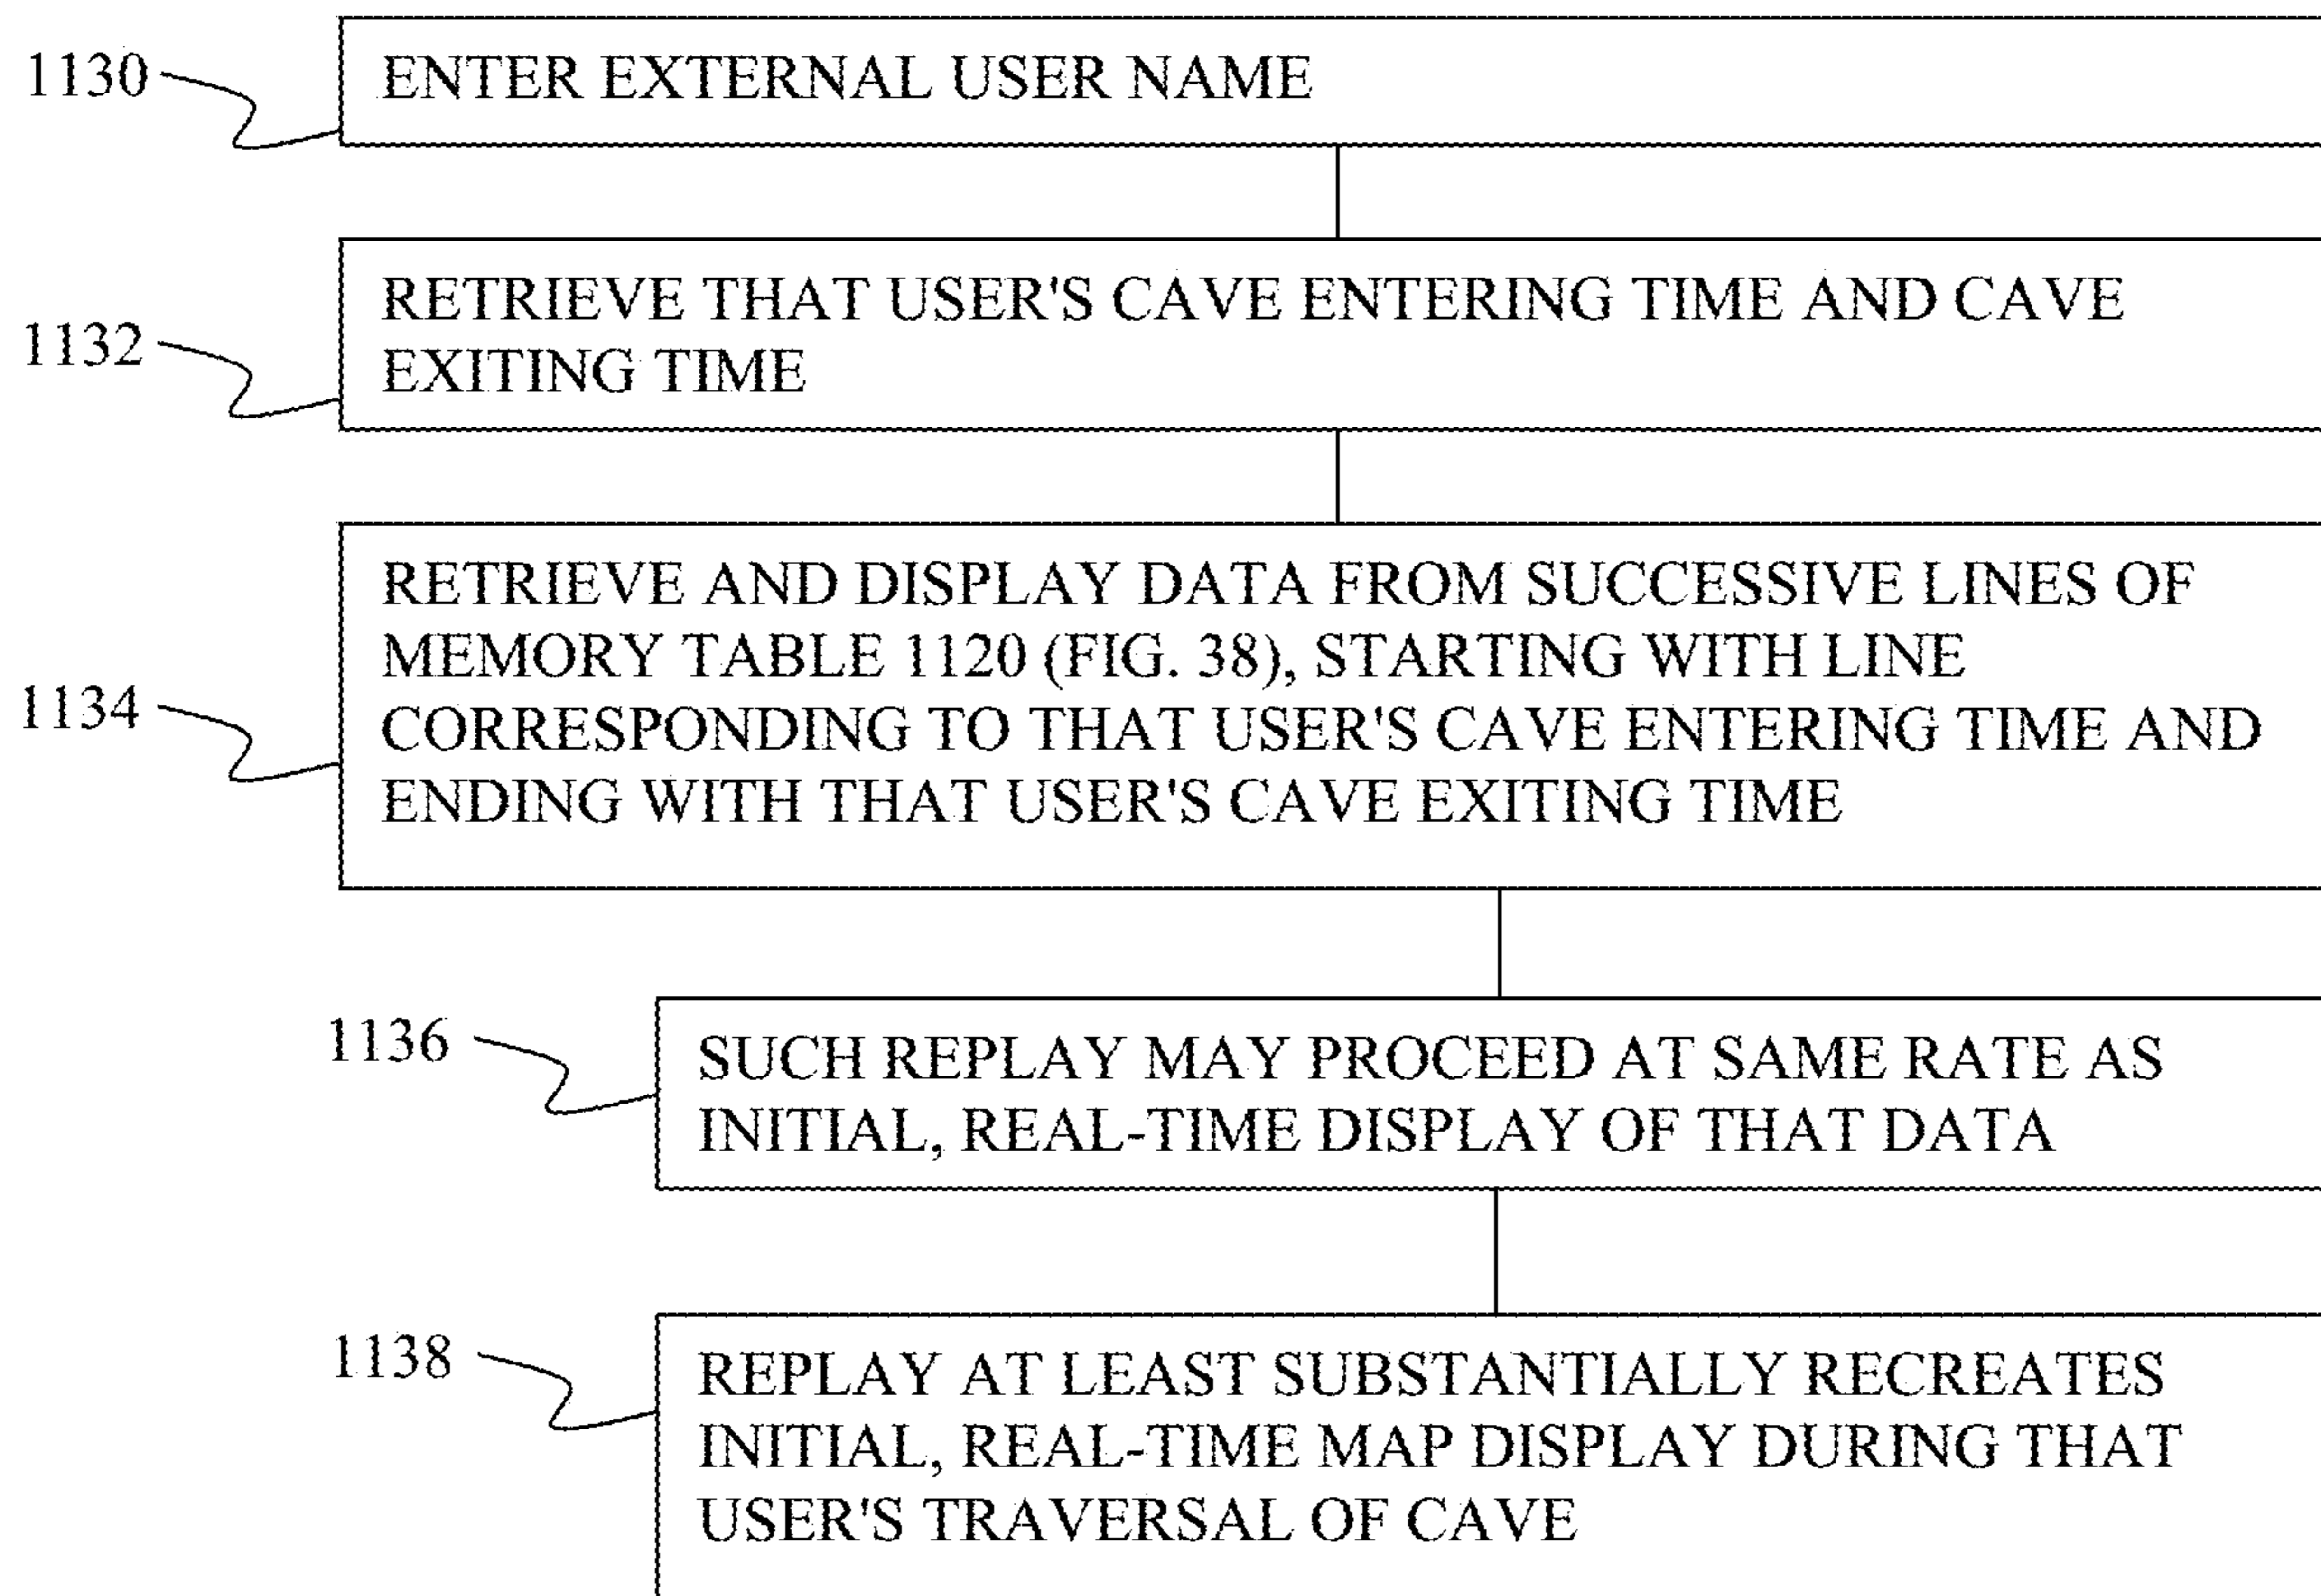 1130
ENTER EXTERNAL USER NAME
1132
RETRIEVE THAT USER'S CAVE ENTERING TIME AND CAVE
EXITING TIME
1134
RETRIEVE AND DISPLAY DATA FROM SUCCESSIVE LINES OF
MEMORY TABLE 1120 (FIG. 38), STARTING WITH LINE
CORRESPONDING TO THAT USER'S CAVE ENTERING TIME AND
ENDING WITH THAT USER'S CAVE EXITING TIME
1136
SUCH REPLAY MAY PROCEED AT SAME RATE AS
INITIAL, REAL-TIME DISPLAY OF THAT DATA
1138
REPLAY AT LEAST SUBSTANTIALLY RECREATES
INITIAL, REAL-TIME MAP DISPLAY DURING THAT
USER'S TRAVERSAL OF CAVE